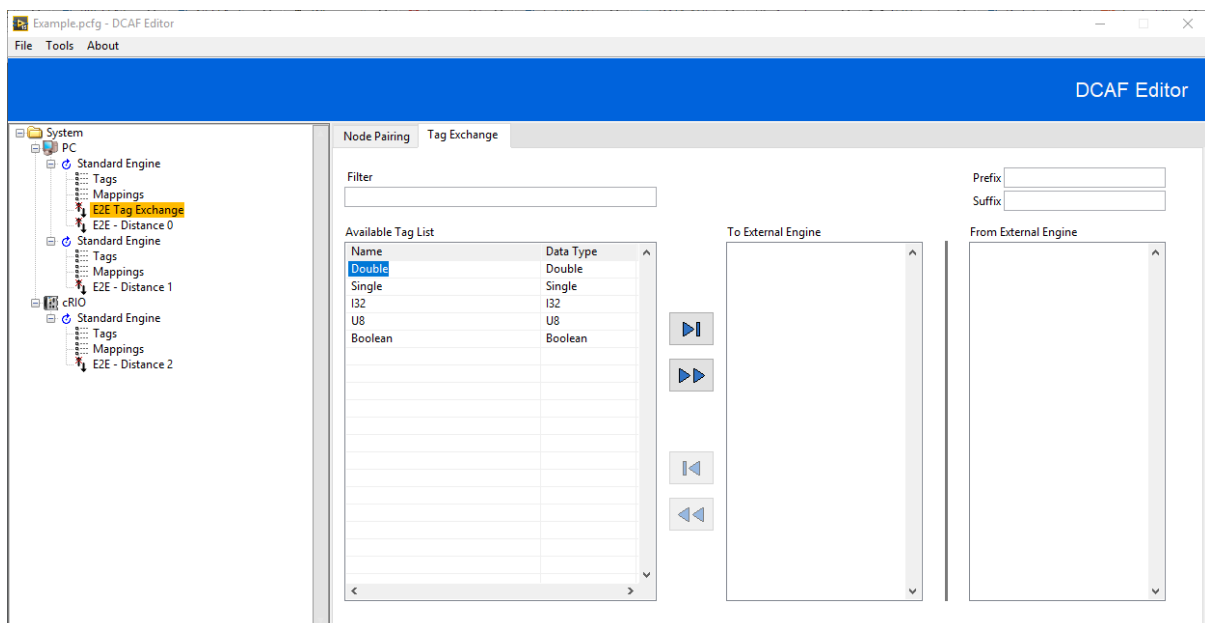 Example.pcfg - DCAF Editor
File Tools About
DCAF Editor
System
PC
Standard Engine
Tags
Mappings
E2E Tag Exchange
E2E - Distance 0
Standard Engine
Tags
Mappings
E2E - Distance 1
cRIO
Standard Engine
Tags
Mappings
E2E - Distance 2
Node Pairing Tag Exchange
Filter
Prefix
Suffix
Available Tag List
Name Data Type
Double Double
Single Single
I32 I32
U8 U8
Boolean Boolean
To External Engine
From External Engine